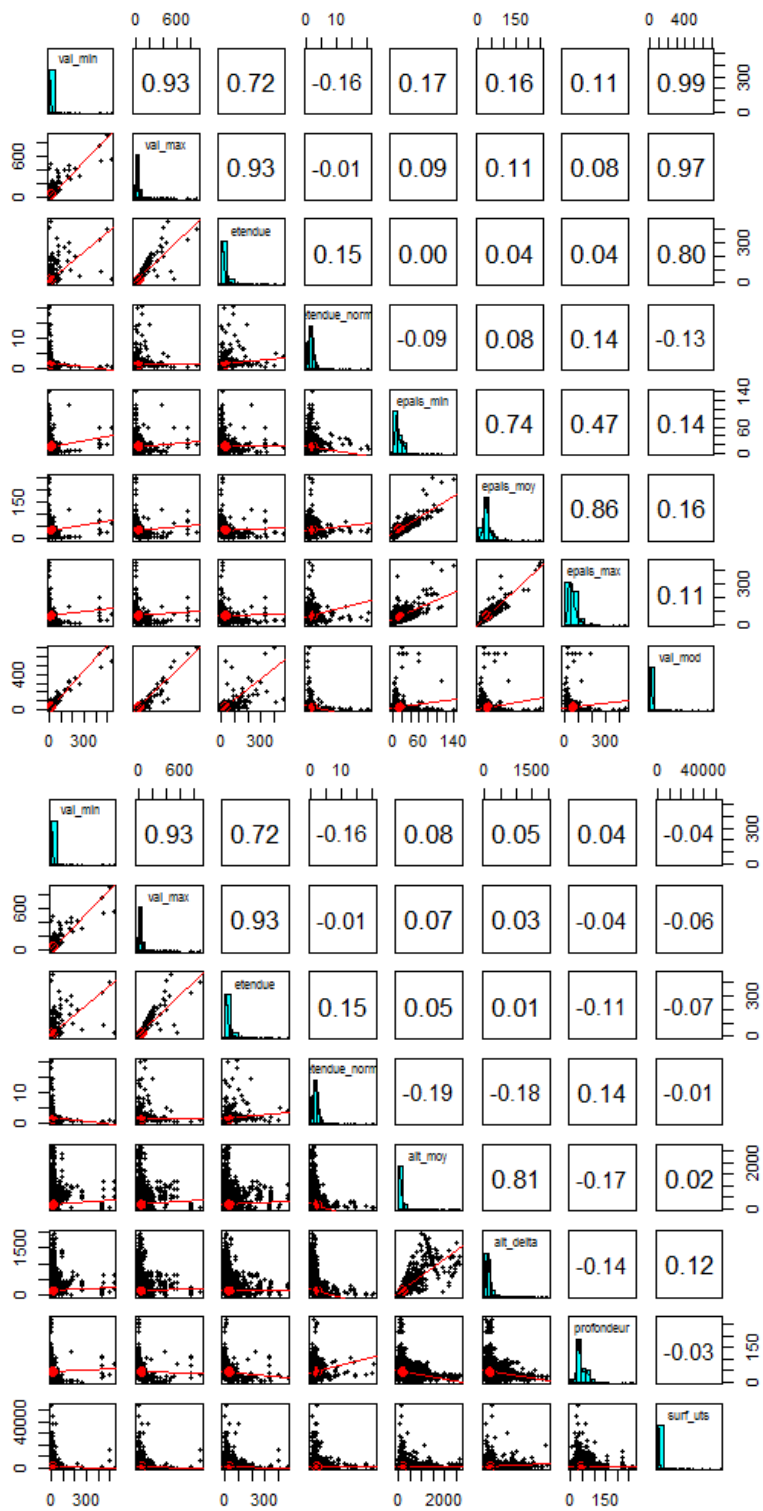 0 600 0 10 0 150 0 400
val_min 0.93 0.72 -0.16 0.17 0.16 0.11 0.99 0 300
0 600 val_max 0.93 -0.01 0.09 0.11 0.08 0.97
etendue 0.15 0.00 0.04 0.04 0.80 0 300
0 10 etendue_norm -0.09 0.08 0.14 -0.13
epais_min 0.74 0.47 0.14 0 60 140
0 150 epais_moy 0.86 0.16
epais_max 0.11 0 300
0 400 val_mod
0 300 0 300 0 60 140 0 300
0 600 0 10 0 1500 0 40000
val_min 0.93 0.72 -0.16 0.08 0.05 0.04 -0.04 0 300
0 600 val_max 0.93 -0.01 0.07 0.03 -0.04 -0.06
etendue 0.15 0.05 0.01 -0.11 -0.07 0 300
0 10 etendue_norm -0.19 -0.18 0.14 -0.01
alt_moy 0.81 -0.17 0.02 0 2000
0 1500 alt_delta -0.14 0.12
profondeur -0.03 0 150
0 40000 surf_uts
0 300 0 300 0 2000 0 150